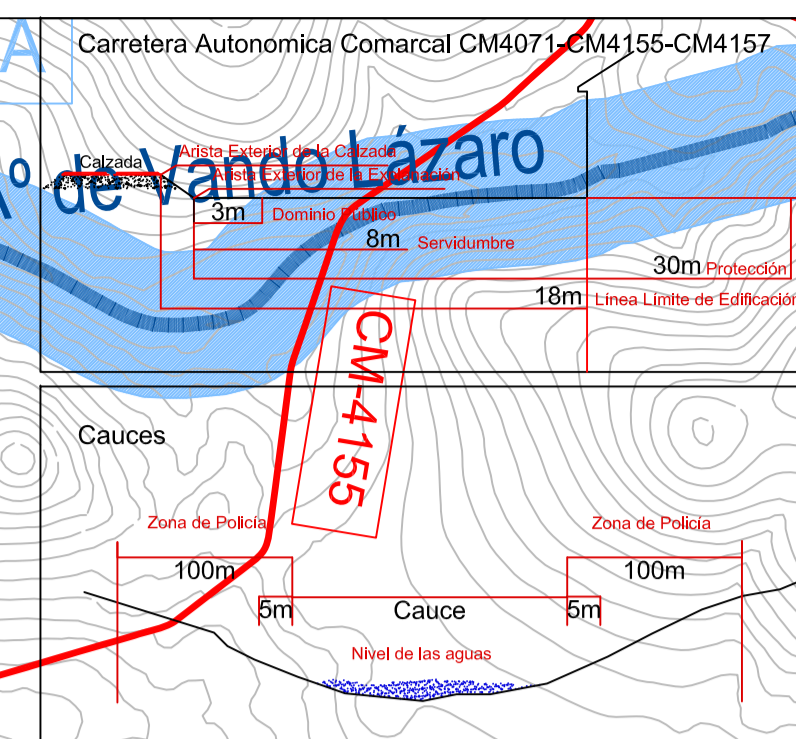 A
Carretera Autonomica Comarcal CM4071-CM4155-CM4157
Aº de Vando Lázaro
Calzada
Arista Exterior de la Calzada
Arista Exterior de la Explanación
3m Dominio Público
8m Servidumbre
30m Protección
18m Línea Límite de Edificación
CM-4155
Cauces
Zona de Policía Zona de Policía
100m 100m
5m Cauce 5m
Nivel de las aguas